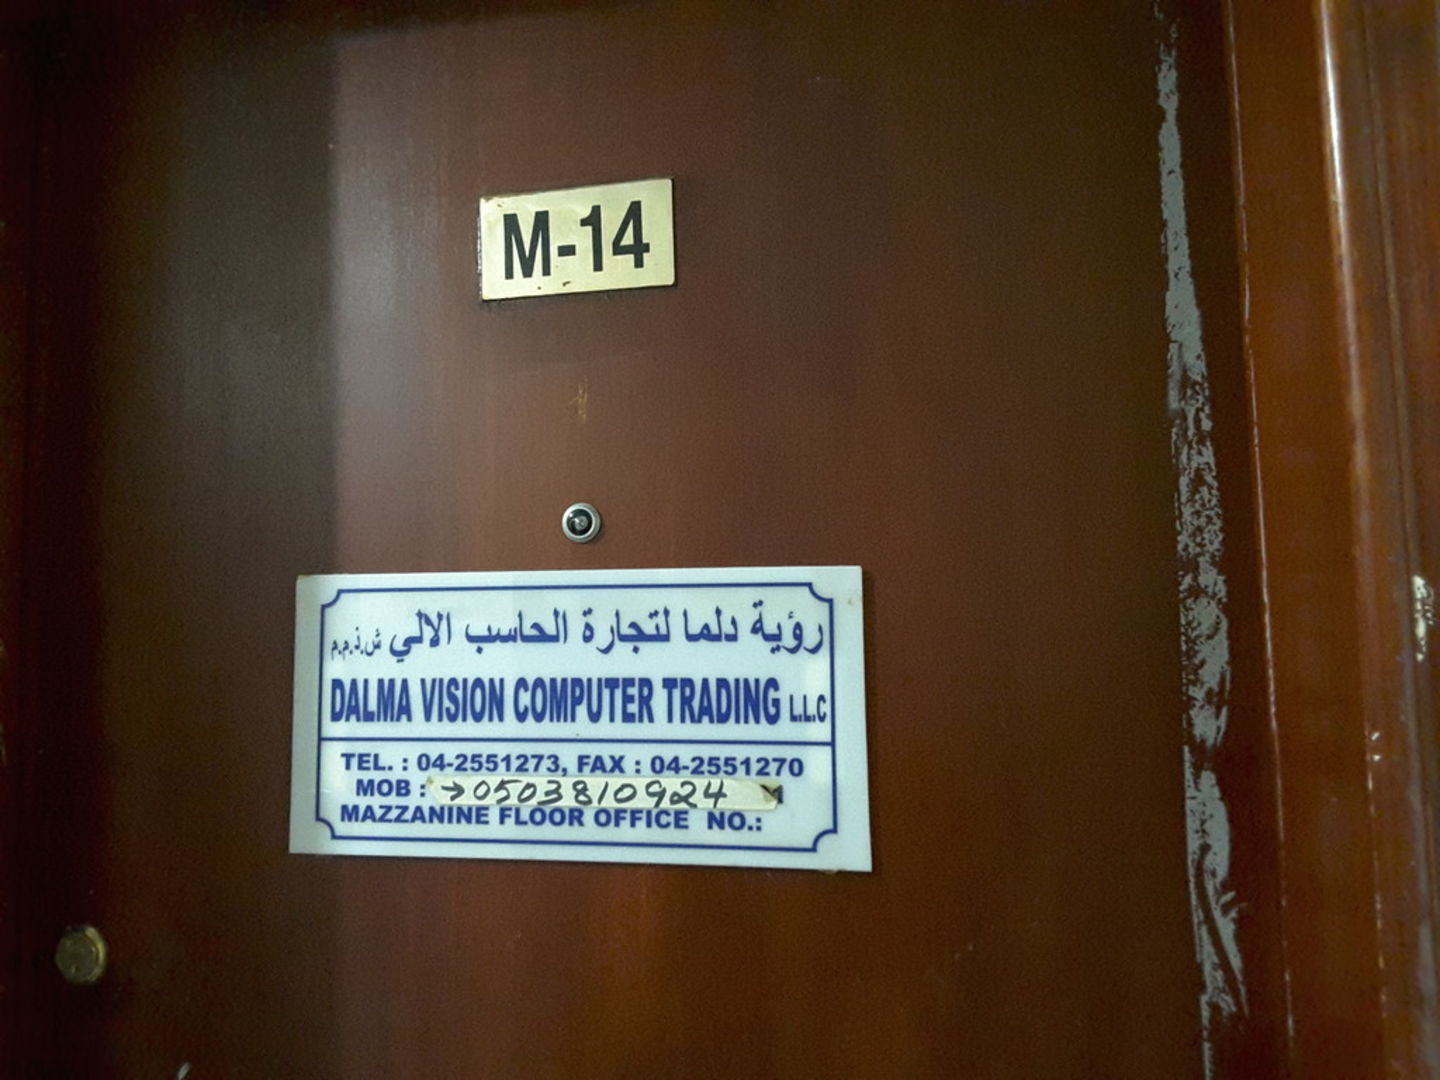 M-14
رؤية دلما لتجارة الحاسب الالي ش.ذ.م.م
DALMA VISION COMPUTER TRADING L.L.C
TEL. : 04-2551273, FAX : 04-2551270
MOB : → 0503810924
MAZZANINE FLOOR OFFICE NO.: